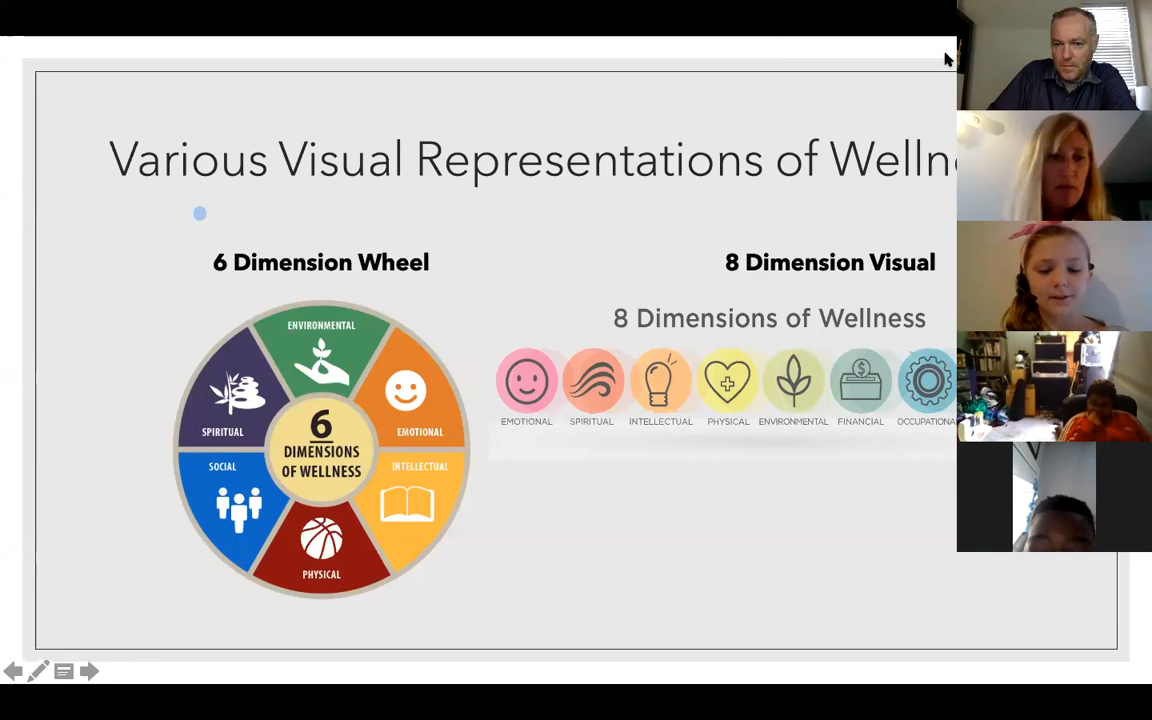 Various Visual Representations of Welln
6 Dimension Wheel
ENVIRONMENTAL
SPIRITUAL
EMOTIONAL
6
DIMENSIONS
OF WELLNESS
SOCIAL
INTELLECTUAL
PHYSICAL
8 Dimension Visual
8 Dimensions of Wellness
EMOTIONAL SPIRITUAL INTELLECTUAL PHYSICAL ENVIRONMENTAL FINANCIAL OCCUPATIONA